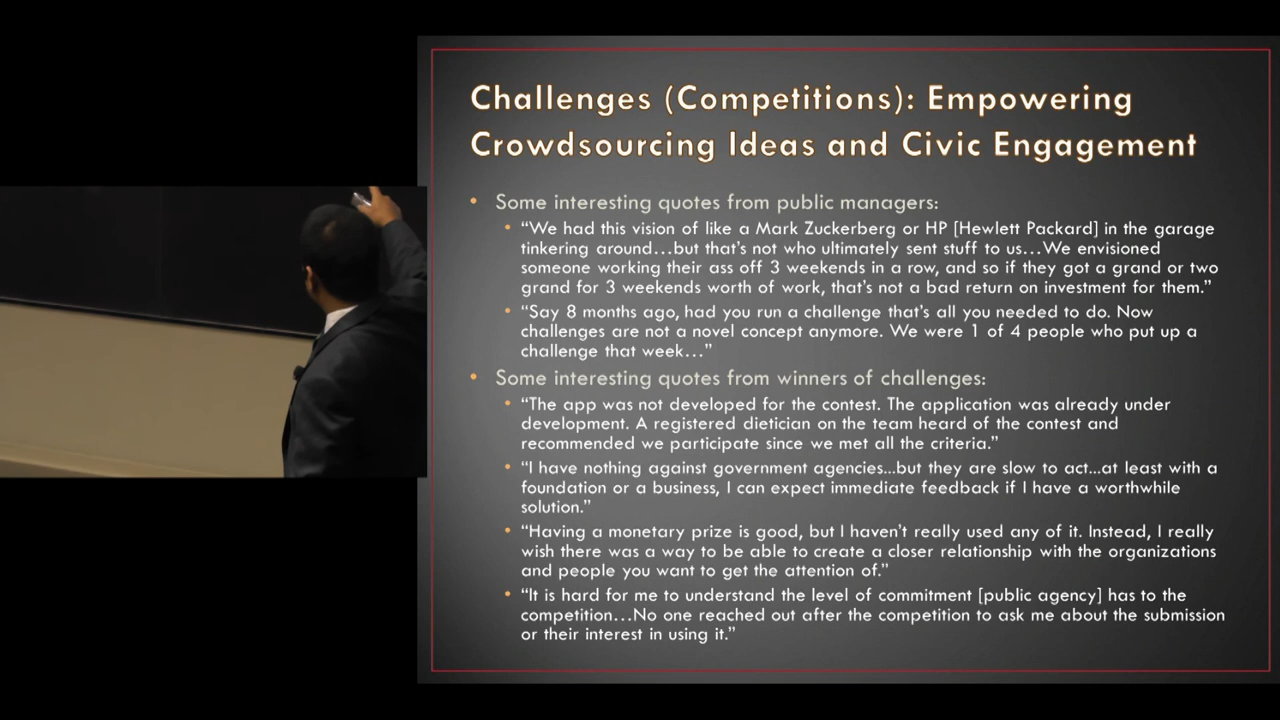 Challenges (Competitions): Empowering
Crowdsourcing Ideas and Civic Engagement
• Some interesting quotes from public managers:
• “We had this vision of like a Mark Zuckerberg or HP [Hewlett Packard] in the garage
tinkering around…but that’s not who ultimately sent stuff to us…We envisioned
someone working their ass off 3 weekends in a row, and so if they got a grand or two
grand for 3 weekends worth of work, that’s not a bad return on investment for them.”
• “Say 8 months ago, had you run a challenge that’s all you needed to do. Now
challenges are not a novel concept anymore. We were 1 of 4 people who put up a
challenge that week…”
• Some interesting quotes from winners of challenges:
• “The app was not developed for the contest. The application was already under
development. A registered dietician on the team heard of the contest and
recommended we participate since we met all the criteria.”
• “I have nothing against government agencies...but they are slow to act...at least with a
foundation or a business, I can expect immediate feedback if I have a worthwhile
solution.”
• “Having a monetary prize is good, but I haven’t really used any of it. Instead, I really
wish there was a way to be able to create a closer relationship with the organizations
and people you want to get the attention of.”
• “It is hard for me to understand the level of commitment [public agency] has to the
competition…No one reached out after the competition to ask me about the submission
or their interest in using it.”